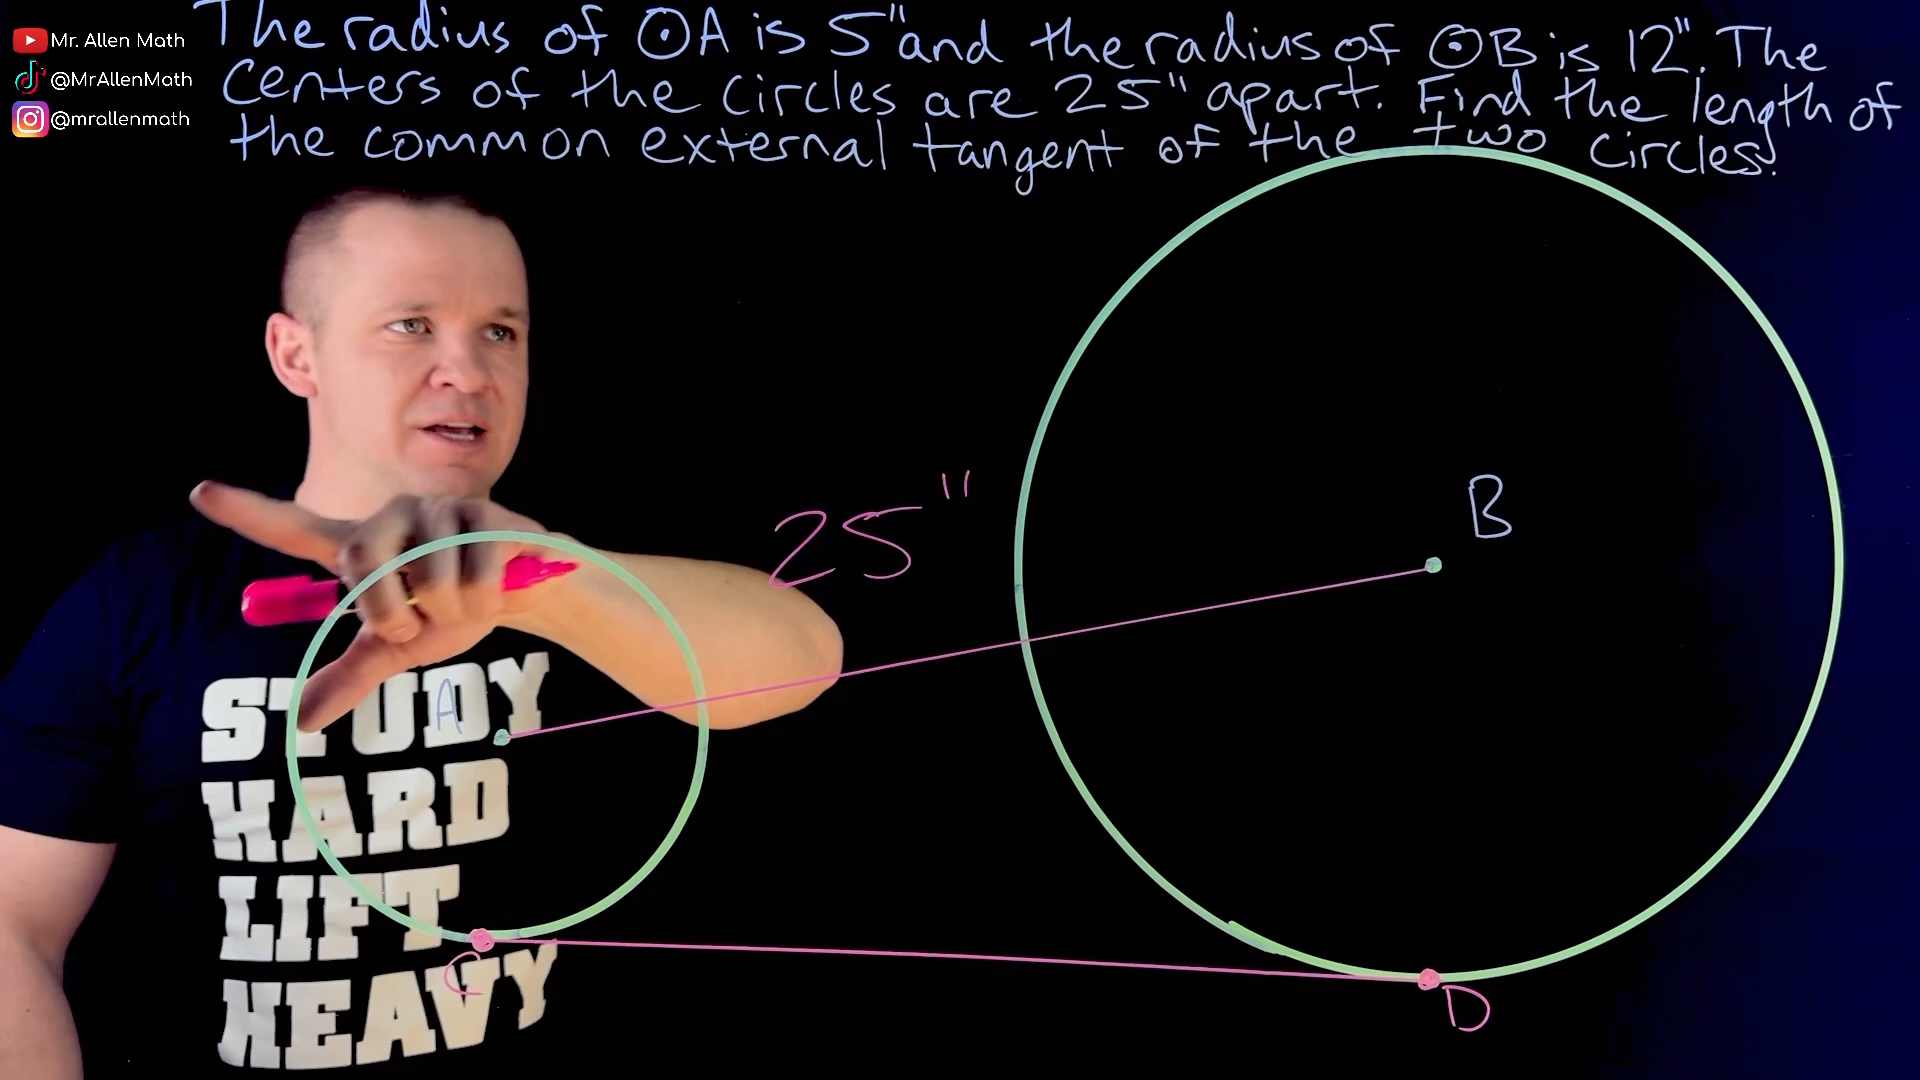 Mr. Allen Math
@MrAllenMath
@mrallenmath
The radius of ⊙A is 5" and the radius of ⊙B is 12". The
centers of the circles are 25" apart. Find the length of
the common external tangent of the two circles.
25"
B
A
STUDY
HARD
LIFT
HEAVY
C
D